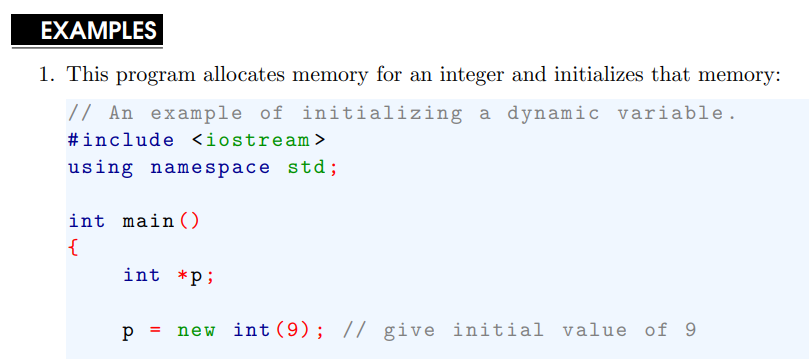 EXAMPLES
1. This program allocates memory for an integer and initializes that memory:
// An example of initializing a dynamic variable.
#include <iostream>
using namespace std;
int main()
{
int *p;
p = new int(9); // give initial value of 9